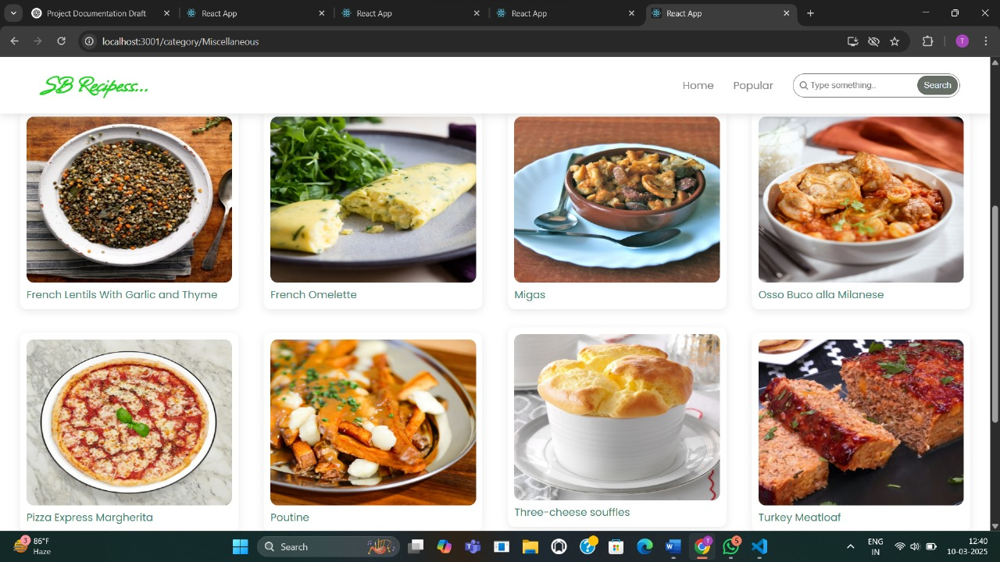 Project Documentation Draft
React App
React App
React App
React App
localhost:3001/category/Miscellaneous
T
SB Recipess...
Home
Popular
Type something..
Search
French Lentils With Garlic and Thyme
French Omelette
Migas
Osso Buco alla Milanese
Pizza Express Margherita
Poutine
Three-cheese souffles
Turkey Meatloaf
3
86°F
Haze
Search
T
5
ENG
IN
12:40
10-03-2025